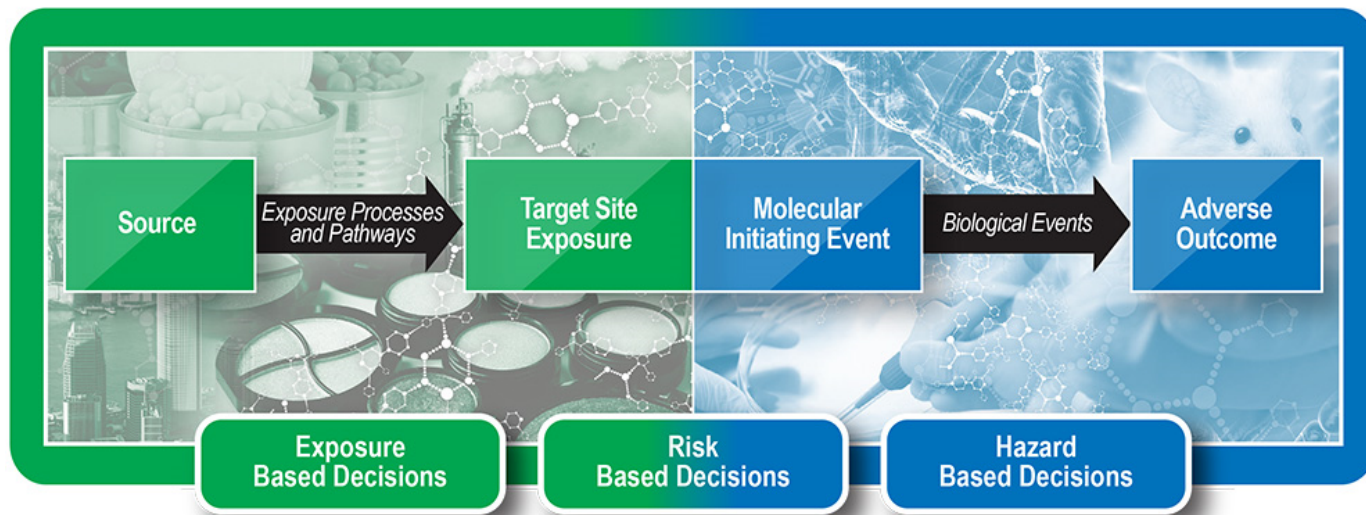 Source
Exposure Processes
and Pathways
Target Site
Exposure
Molecular
Initiating Event
Biological Events
Adverse
Outcome
Exposure
Based Decisions
Risk
Based Decisions
Hazard
Based Decisions